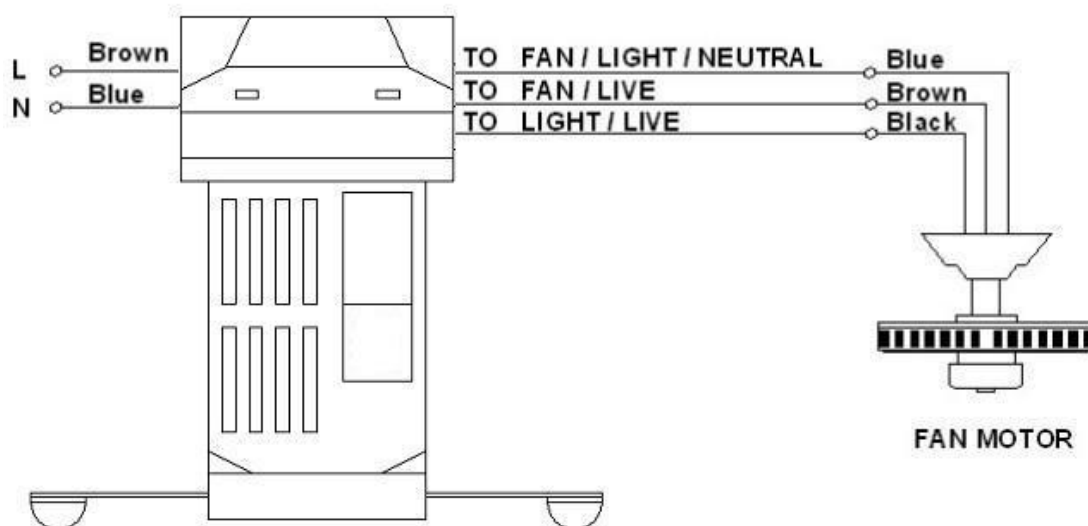 L Brown TO FAN / LIGHT / NEUTRAL Blue
N Blue TO FAN / LIVE Brown
TO LIGHT / LIVE Black
FAN MOTOR